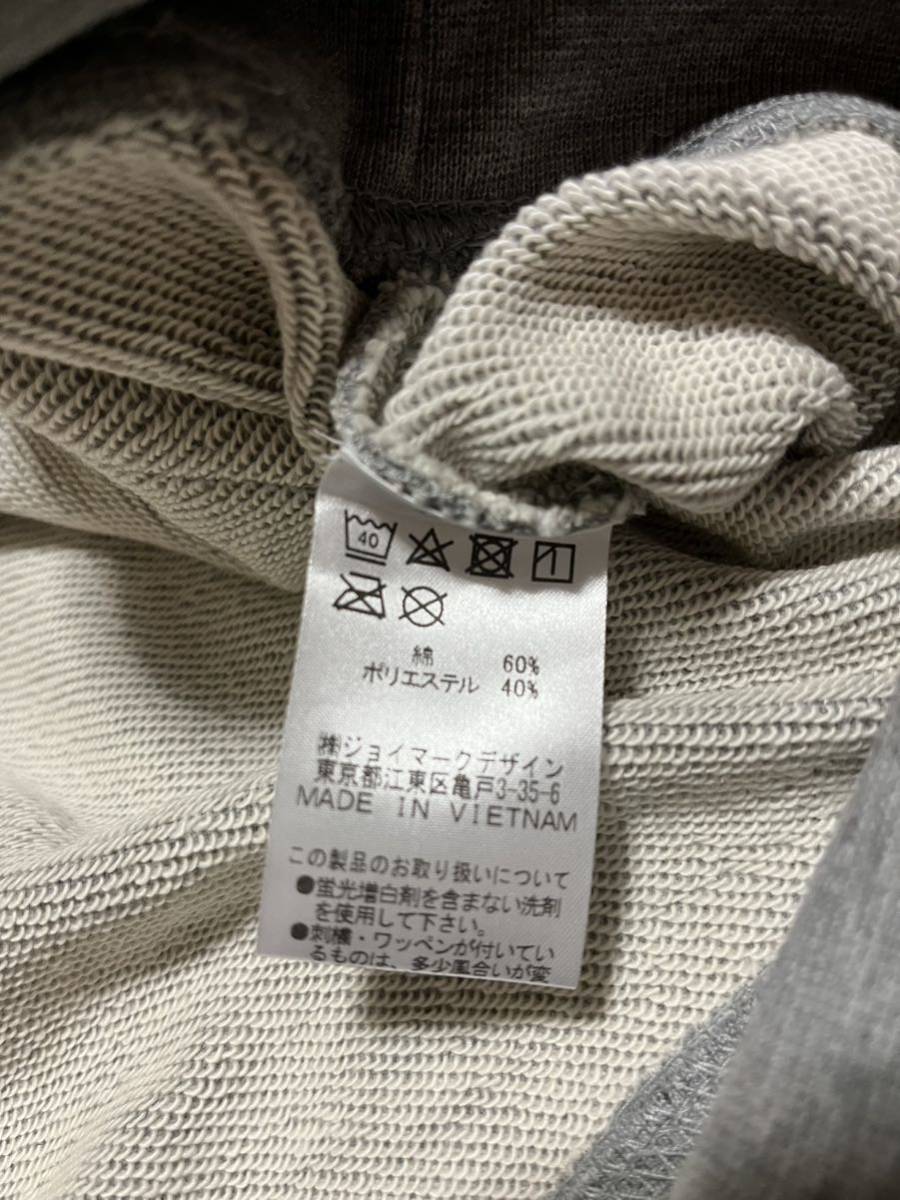 40
綿 60%
ポリエステル 40%
㈱ジョイマークデザイン
東京都江東区亀戸3-35-6
MADE IN VIETNAM
この製品のお取り扱いについて
●蛍光増白剤を含まない洗剤
を使用して下さい。
●刺繍・ワッペンが付いてい
るものは、多少風合いが変